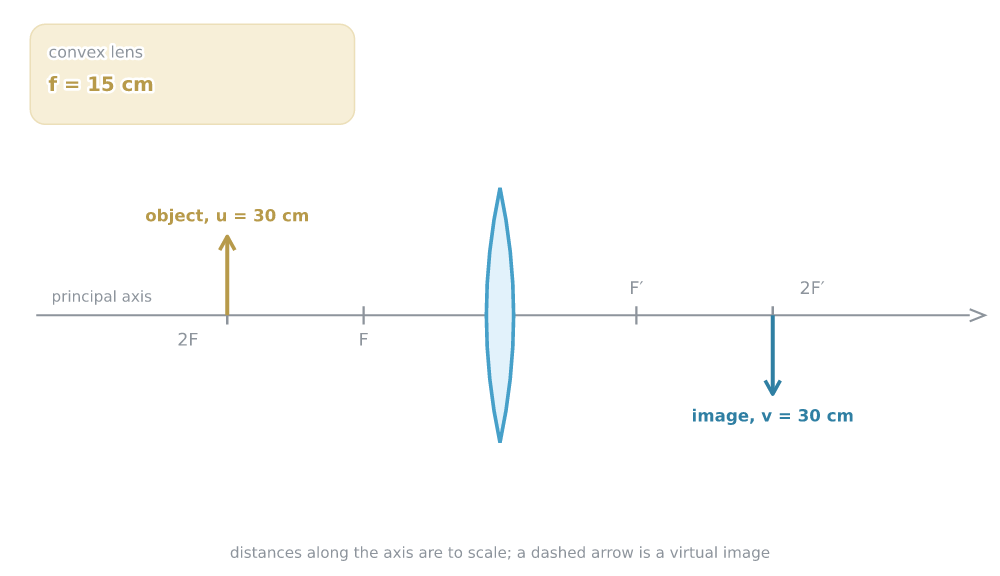 convex lens
f = 15 cm
object, u = 30 cm
principal axis
F′
2F′
2F
F
image, v = 30 cm
distances along the axis are to scale; a dashed arrow is a virtual image